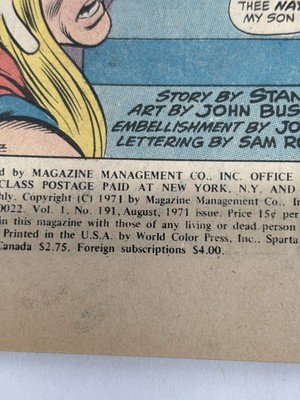 THEE
MY SON
STORY BY STAN
ART BY JOHN BUS
EMBELLISHMENT BY JO
LETTERING BY SAM RO
ed by MAGAZINE MANAGEMENT CO., INC. OFFICE
CLASS POSTAGE PAID AT NEW YORK, N.Y. AND
hly. Copyright (C) 1971 by Magazine Management Co., In
0022. Vol. 1, No. 191, August, 1971 issue. Price 15¢ per
in this magazine with those of any living or dead person
Printed in the U.S.A. by World Color Press, Inc., Sparta,
Canada $2.75. Foreign subscriptions $4.00.